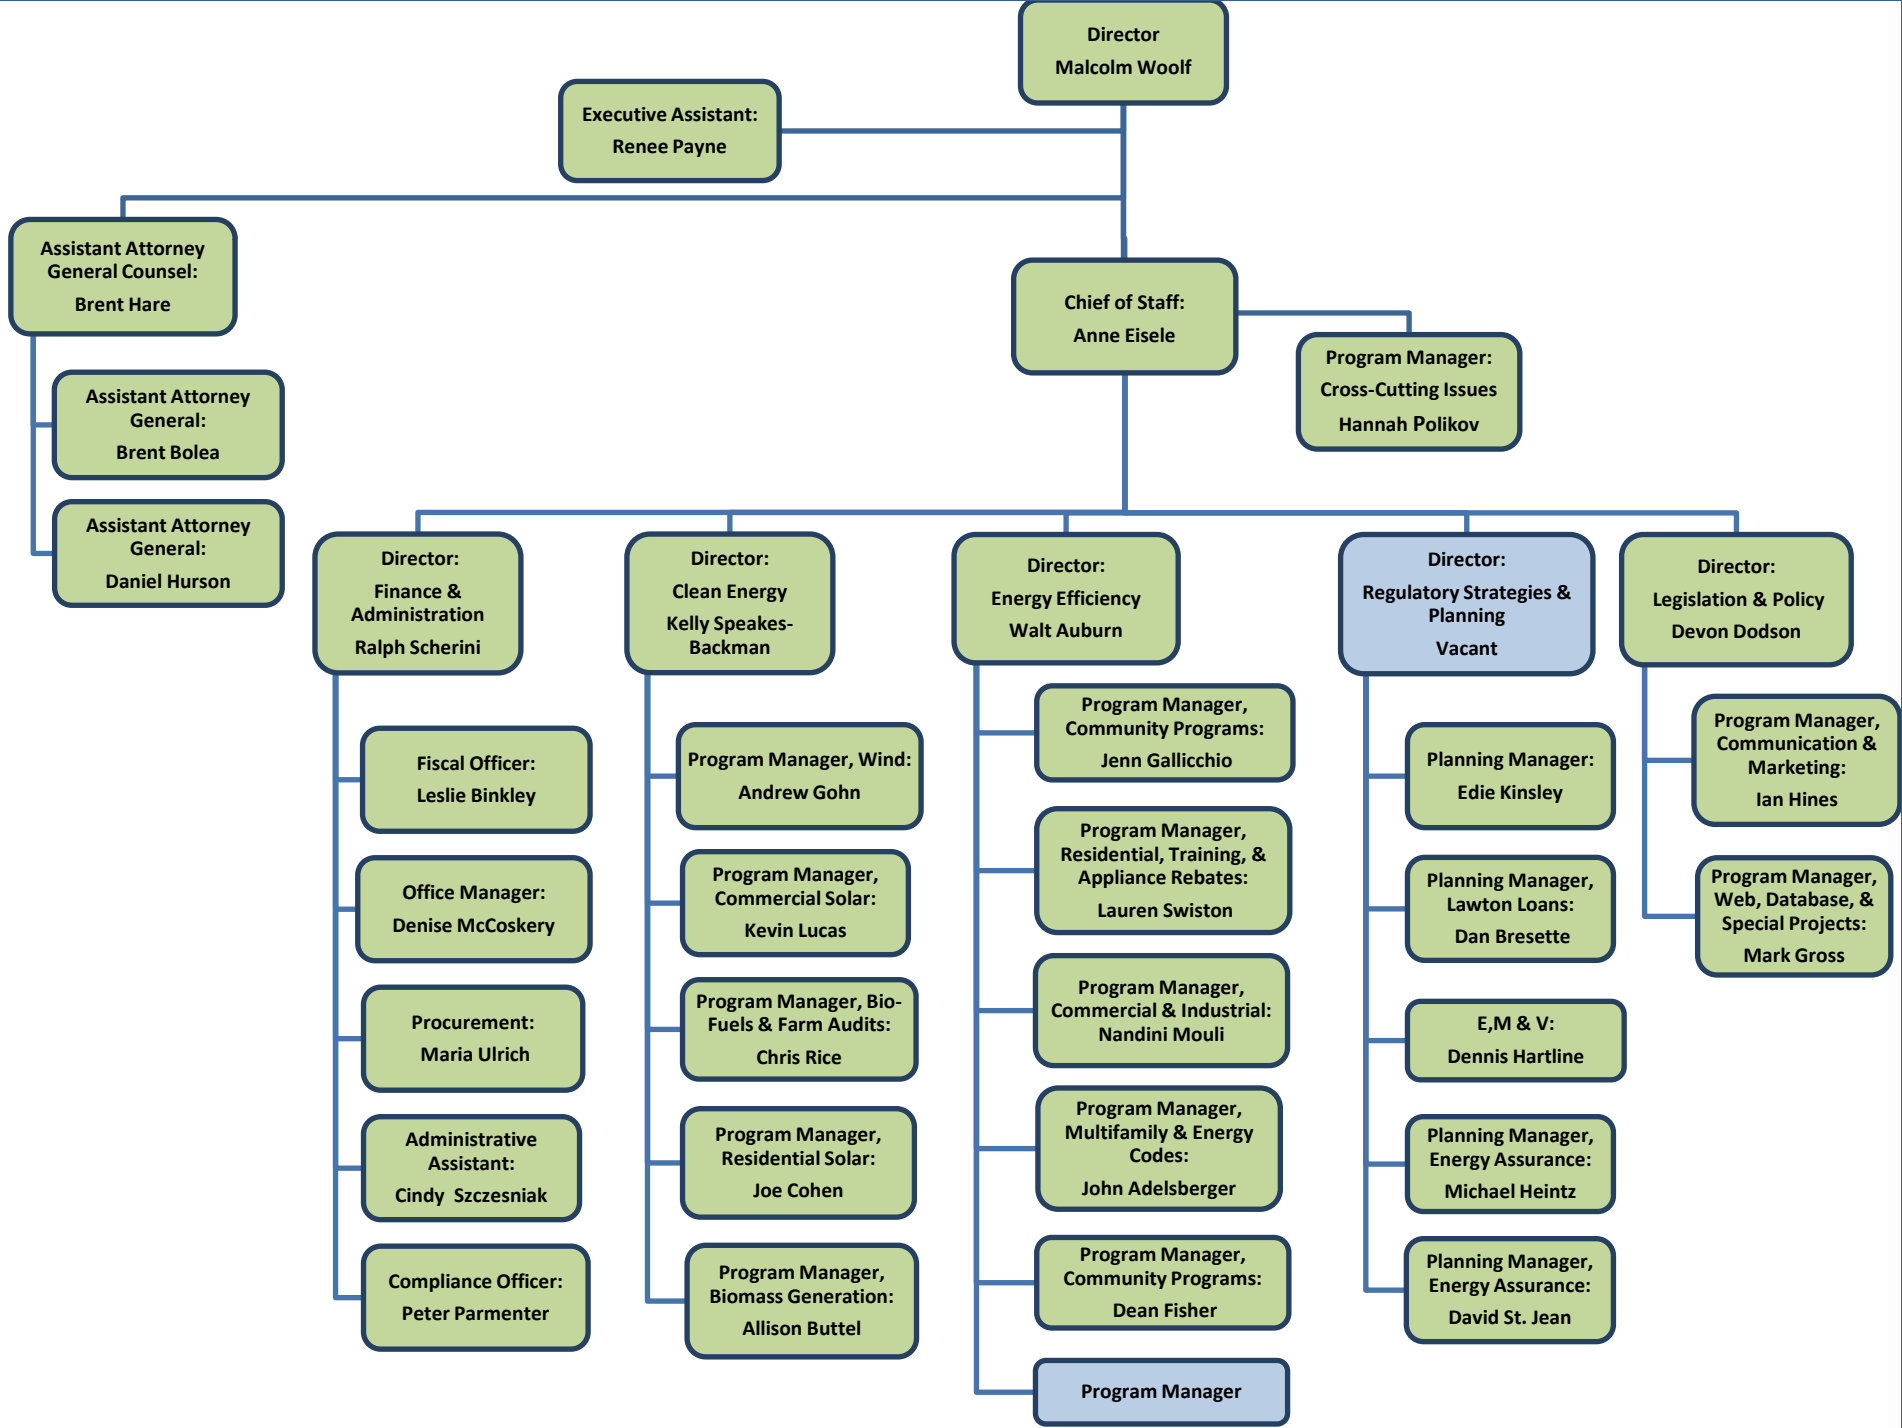 Director
Malcolm Woolf
Executive Assistant:
Renee Payne
Assistant Attorney
General Counsel:
Brent Hare
Assistant Attorney
General:
Brent Bolea
Assistant Attorney
General:
Daniel Hurson
Chief of Staff:
Anne Eisele
Program Manager:
Cross-Cutting Issues
Hannah Polikov
Director:
Finance &
Administration
Ralph Scherini
Fiscal Officer:
Leslie Binkley
Office Manager:
Denise McCoskery
Procurement:
Maria Ulrich
Administrative
Assistant:
Cindy  Szczesniak
Compliance Officer:
Peter Parmenter
Director:
Clean Energy
Kelly Speakes-
Backman
Program Manager, Wind:
Andrew Gohn
Program Manager,
Commercial Solar:
Kevin Lucas
Program Manager, Bio-
Fuels & Farm Audits:
Chris Rice
Program Manager,
Residential Solar:
Joe Cohen
Program Manager,
Biomass Generation:
Allison Buttel
Director:
Energy Efficiency
Walt Auburn
Program Manager,
Community Programs:
Jenn Gallicchio
Program Manager,
Residential, Training, &
Appliance Rebates:
Lauren Swiston
Program Manager,
Commercial & Industrial:
Nandini Mouli
Program Manager,
Multifamily & Energy
Codes:
John Adelsberger
Program Manager,
Community Programs:
Dean Fisher
Program Manager
Director:
Regulatory Strategies &
Planning
Vacant
Planning Manager:
Edie Kinsley
Planning Manager,
Lawton Loans:
Dan Bresette
E,M & V:
Dennis Hartline
Planning Manager,
Energy Assurance:
Michael Heintz
Planning Manager,
Energy Assurance:
David St. Jean
Director:
Legislation & Policy
Devon Dodson
Program Manager,
Communication &
Marketing:
Ian Hines
Program Manager,
Web, Database, &
Special Projects:
Mark Gross